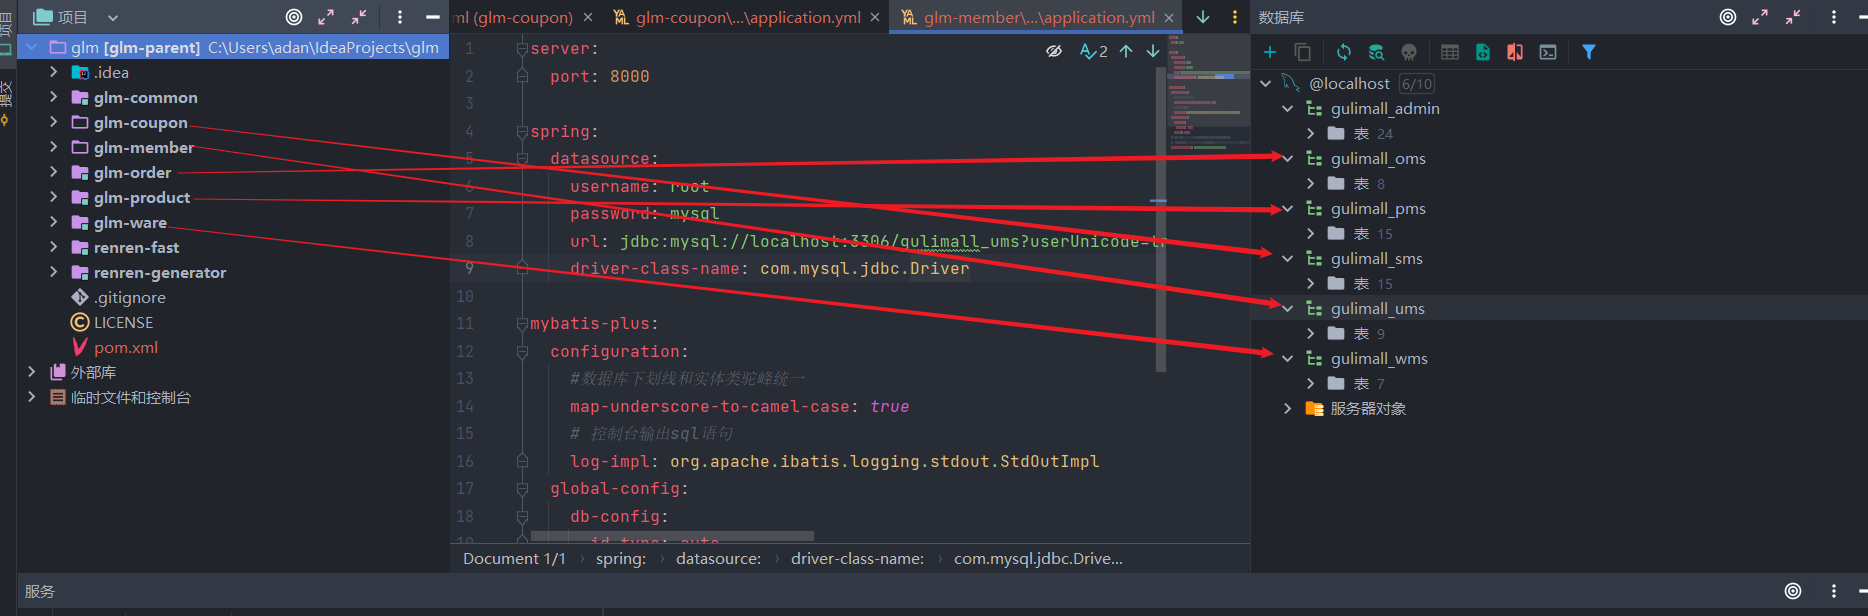 项目
ml (glm-coupon)
glm-coupon\...\application.yml
glm-member\...\application.yml
数据库
项目
提交
glm [glm-parent] C:\Users\adan\IdeaProjects\glm
.idea
glm-common
glm-coupon
glm-member
glm-order
glm-product
glm-ware
renren-fast
renren-generator
.gitignore
LICENSE
pom.xml
外部库
临时文件和控制台
2
1 server:
2 port: 8000
3
4 spring:
5 datasource:
6 username: root
7 password: mysql
8 url: jdbc:mysql://localhost:3306/gulimall_ums?userUnicode=tr
9 driver-class-name: com.mysql.jdbc.Driver
10
11 mybatis-plus:
12 configuration:
13 #数据库下划线和实体类驼峰统一
14 map-underscore-to-camel-case: true
15 # 控制台输出sql语句
16 log-impl: org.apache.ibatis.logging.stdout.StdOutImpl
17 global-config:
18 db-config:
19 id-type: auto
Document 1/1 › spring: › datasource: › driver-class-name: › com.mysql.jdbc.Drive...
@localhost 6/10
gulimall_admin
表 24
gulimall_oms
表 8
gulimall_pms
表 15
gulimall_sms
表 15
gulimall_ums
表 9
gulimall_wms
表 7
服务器对象
服务